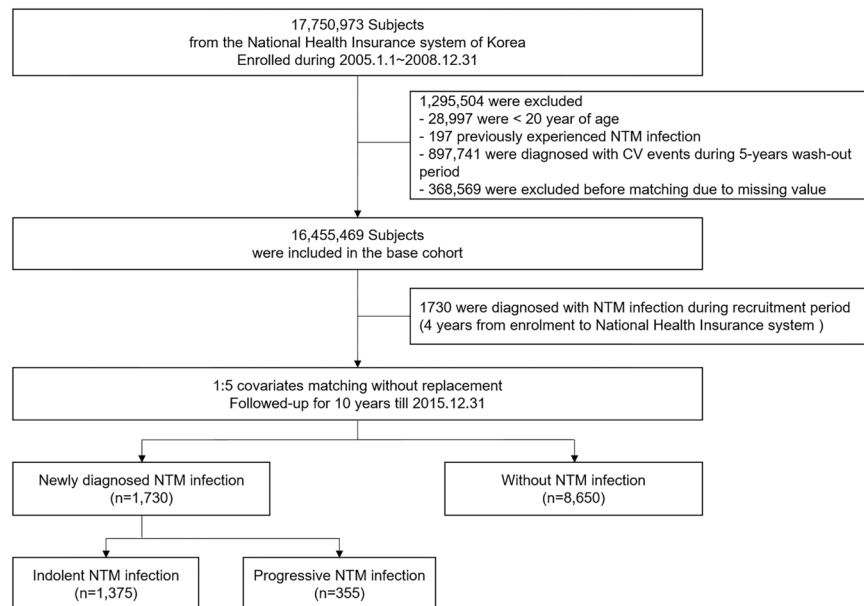 17,750,973 Subjects
from the National Health Insurance system of Korea
Enrolled during 2005.1.1~2008.12.31
1,295,504 were excluded
- 28,997 were < 20 year of age
- 197 previously experienced NTM infection
- 897,741 were diagnosed with CV events during 5-years wash-out
period
- 368,569 were excluded before matching due to missing value
16,455,469 Subjects
were included in the base cohort
1730 were diagnosed with NTM infection during recruitment period
(4 years from enrolment to National Health Insurance system )
1:5 covariates matching without replacement
Followed-up for 10 years till 2015.12.31
Newly diagnosed NTM infection
(n=1,730)
Without NTM infection
(n=8,650)
Indolent NTM infection
(n=1,375)
Progressive NTM infection
(n=355)